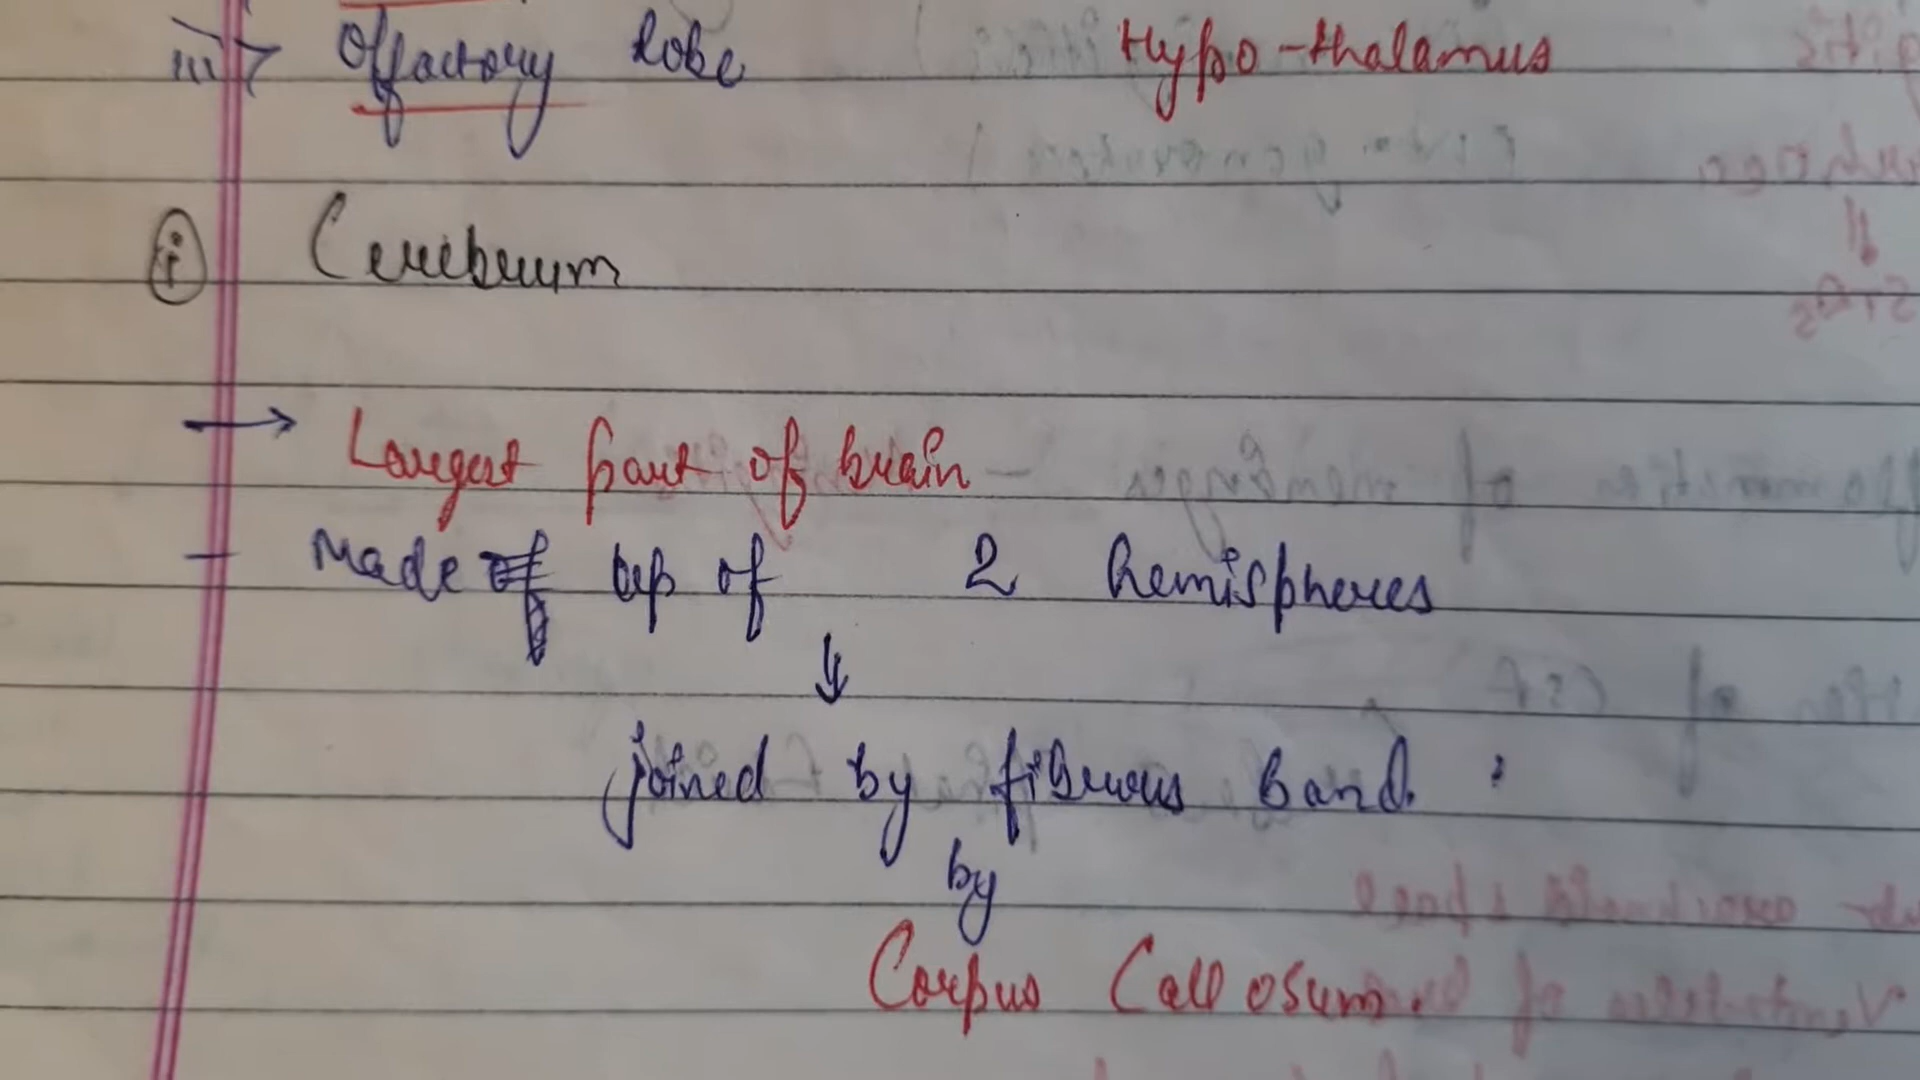 iii> Olfactory lobe Hypo-thalamus
(i) Cerebrum
→ Largest part of brain -
- Made of up of 2 hemispheres
↓
joined by fibrous band :
by
Corpus Callosum.